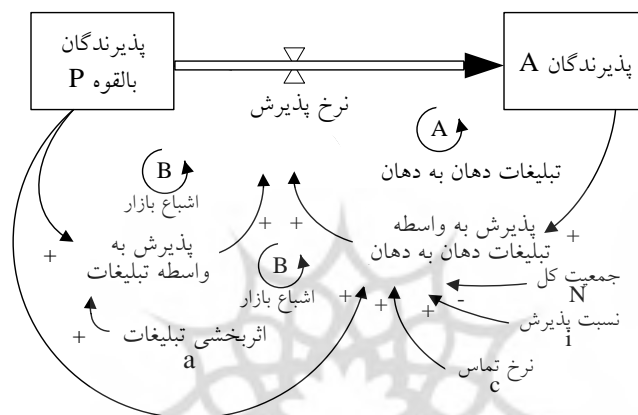 پذیرندگان
بالقوه P
پذیرندگان A
نرخ پذیرش
A
تبلیغات دهان به دهان
B
اشباع بازار
+
+
پذیرش به واسطه
تبلیغات دهان به دهان
+
+
پذیرش به
واسطه تبلیغات
B
اشباع بازار
جمعیت کل
N
-
+
+
+
نسبت پذیرش
i
+
اثربخشی تبلیغات
a
نرخ تماس
c